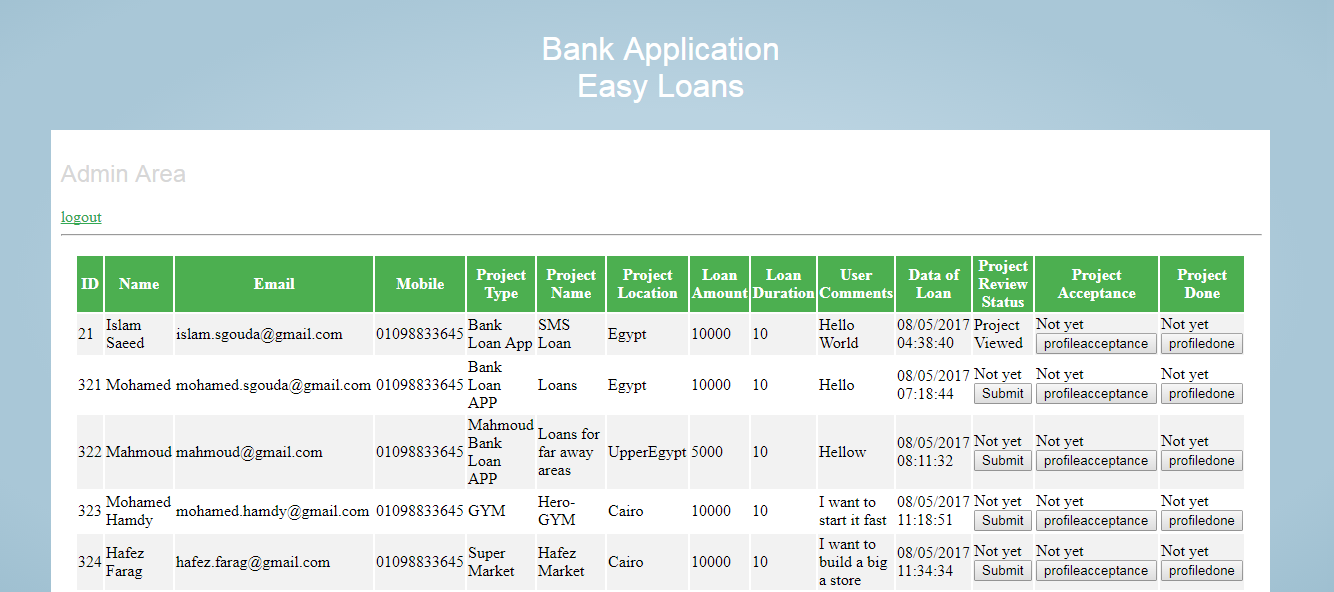 Bank Application
Easy Loans
Admin Area
logout
ID Name Email Mobile Project Type Project Name Project Location Loan Amount Loan Duration User Comments Data of Loan Project Review Status Project Acceptance Project Done
21 Islam Saeed islam.sgouda@gmail.com 01098833645 Bank Loan App SMS Loan Egypt 10000 10 Hello World 08/05/2017 04:38:40 Project Viewed Not yet profileacceptance Not yet profiledone
321 Mohamed mohamed.sgouda@gmail.com 01098833645 Bank Loan APP Loans Egypt 10000 10 Hello 08/05/2017 07:18:44 Not yet Submit Not yet profileacceptance Not yet profiledone
322 Mahmoud mahmoud@gmail.com 01098833645 Mahmoud Bank Loan APP Loans for far away areas UpperEgypt 5000 10 Hellow 08/05/2017 08:11:32 Not yet Submit Not yet profileacceptance Not yet profiledone
323 Mohamed Hamdy mohamed.hamdy@gmail.com 01098833645 GYM Hero-GYM Cairo 10000 10 I want to start it fast 08/05/2017 11:18:51 Not yet Submit Not yet profileacceptance Not yet profiledone
324 Hafez Farag hafez.farag@gmail.com 01098833645 Super Market Hafez Market Cairo 10000 10 I want to build a big a store 08/05/2017 11:34:34 Not yet Submit Not yet profileacceptance Not yet profiledone